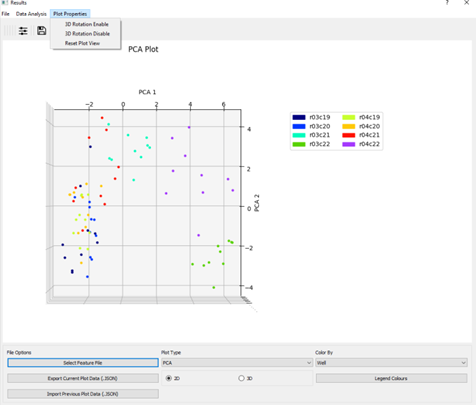 Results ? ×
File Data Analysis Plot Properties
3D Rotation Enable
3D Rotation Disable
Reset Plot View
PCA Plot
PCA 1
−2 0 2 4 6
4
2
0
−2
−4
PCA 2
r03c19 r04c19
r03c20 r04c20
r03c21 r04c21
r03c22 r04c22
File Options Plot Type Color By
Select Feature File PCA Well
Export Current Plot Data (.JSON) 2D 3D Legend Colours
Import Previous Plot Data (.JSON)